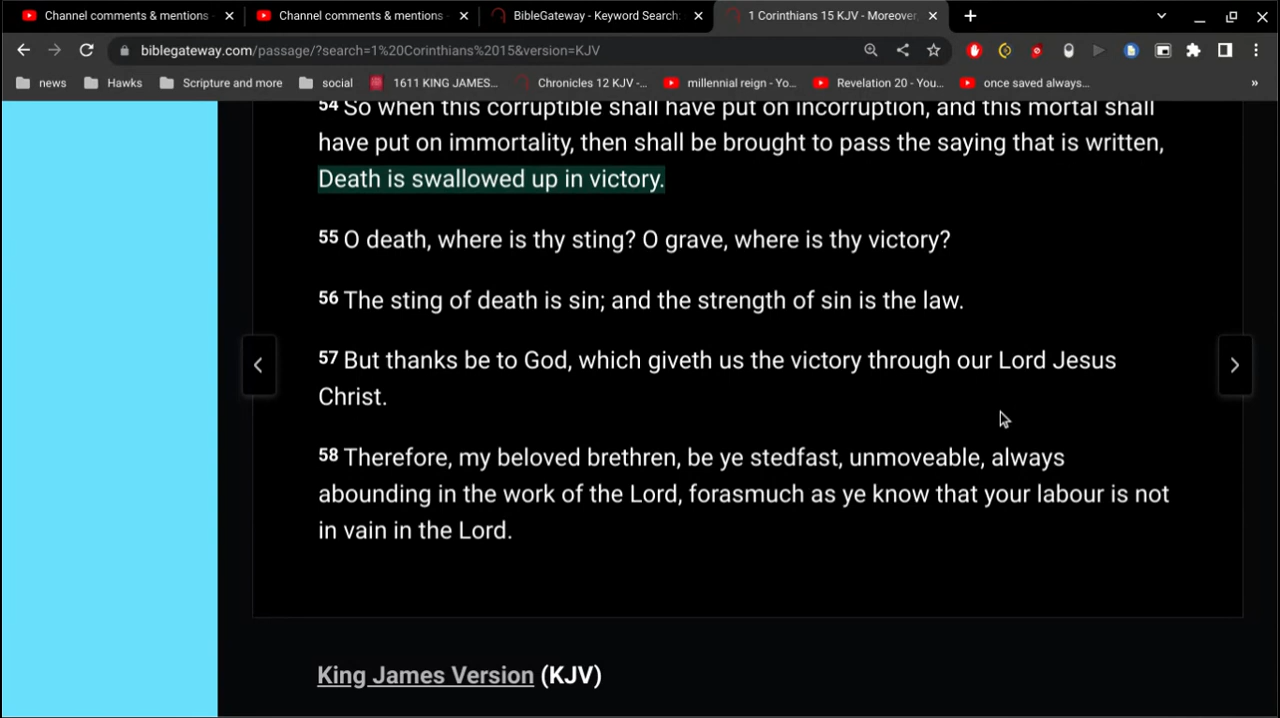 Channel comments & mentions
Channel comments & mentions
BibleGateway - Keyword Search:
1 Corinthians 15 KJV - Moreover,
biblegateway.com/passage/?search=1%20Corinthians%2015&version=KJV
news Hawks Scripture and more social 1611 KING JAMES... Chronicles 12 KJV -... millennial reign - Yo... Revelation 20 - You... once saved always... »
54 So when this corruptible shall have put on incorruption, and this mortal shall
have put on immortality, then shall be brought to pass the saying that is written,
Death is swallowed up in victory.
55 O death, where is thy sting? O grave, where is thy victory?
56 The sting of death is sin; and the strength of sin is the law.
57 But thanks be to God, which giveth us the victory through our Lord Jesus
Christ.
58 Therefore, my beloved brethren, be ye stedfast, unmoveable, always
abounding in the work of the Lord, forasmuch as ye know that your labour is not
in vain in the Lord.
King James Version (KJV)